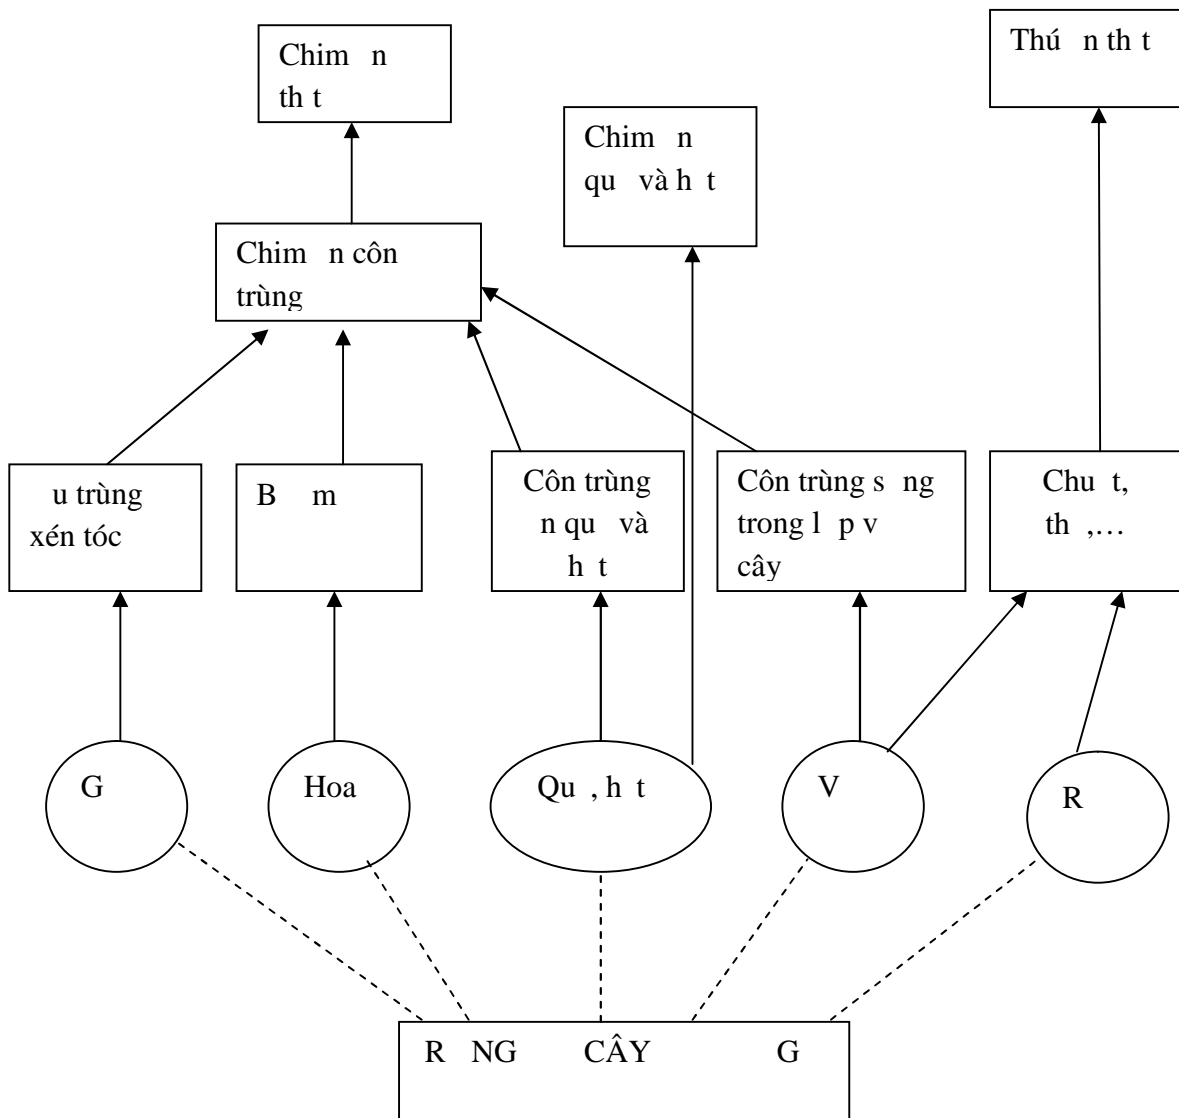 Chim n
th t
Thú n th t
Chim n
qu và h t
Chim n côn
trùng
u trùng
xén tóc
B m
Côn trùng
n qu và
h t
Côn trùng s ng
trong l p v
cây
Chu t,
th ,...
G
Hoa
Qu , h t
V
R
R NG CÂY G